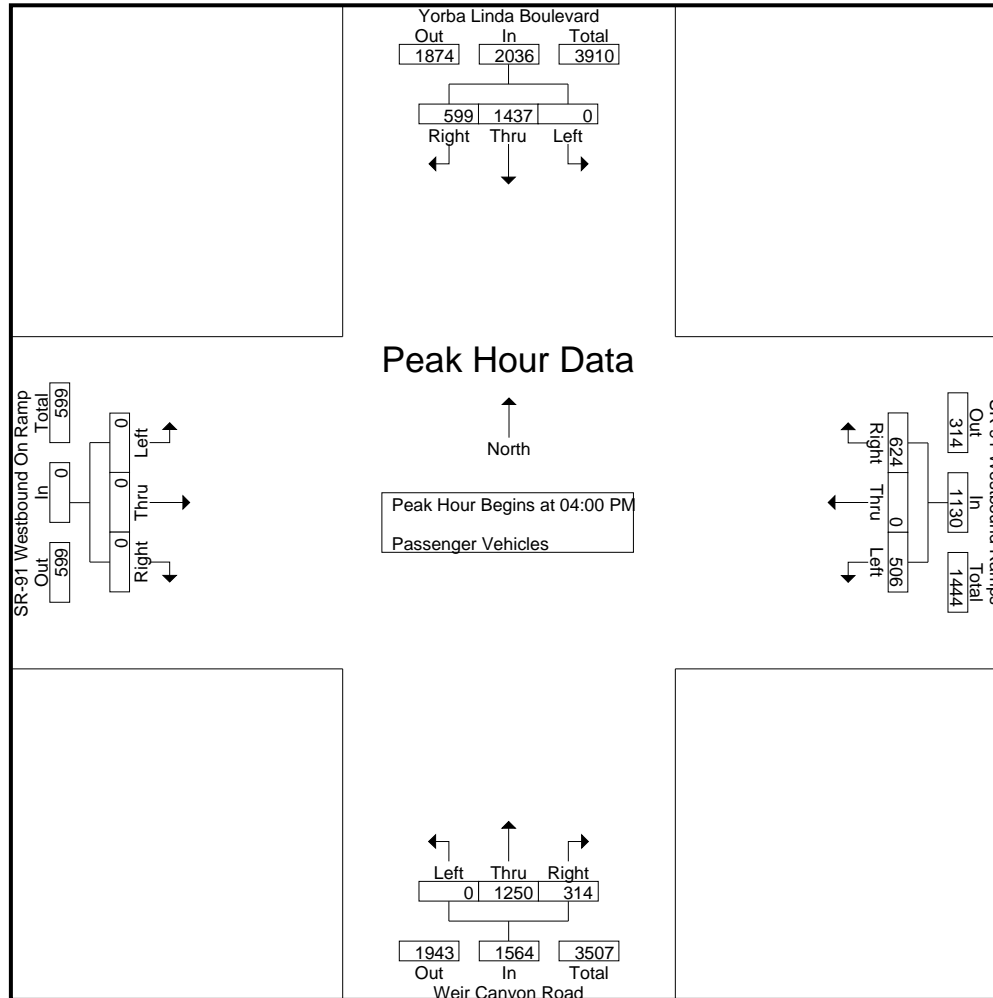 Yorba Linda Boulevard
Out In Total
1874 2036 3910
599 1437 0
Right Thru Left
Peak Hour Data
North
Peak Hour Begins at 04:00 PM
Passenger Vehicles
SR-91 Westbound On Ramp
Total In Out
599 0 599
0 0 0
Left Thru Right
Right Thru Left
624 0 506
Out In Total
314 1130 1444
Westbound Ramps
Left Thru Right
0 1250 314
1943 1564 3507
Out In Total
Weir Canyon Road